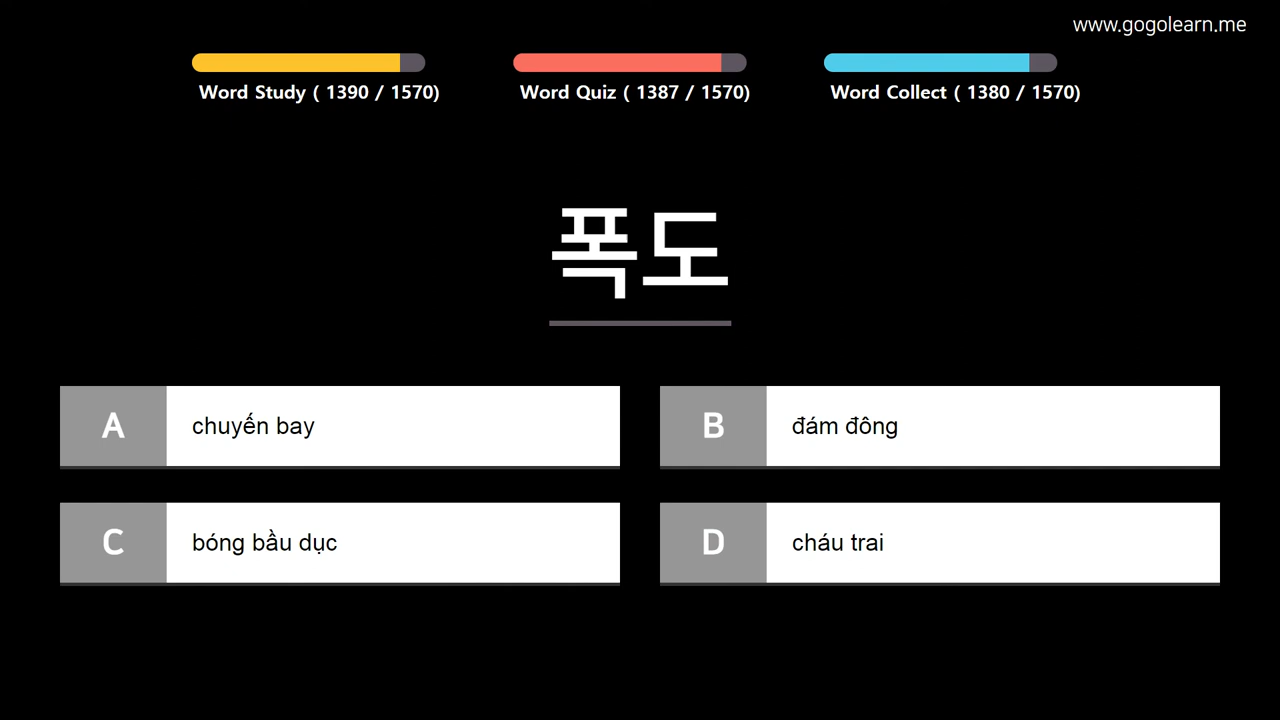 www.gogolearn.me
Word Study ( 1390 / 1570)
Word Quiz ( 1387 / 1570)
Word Collect ( 1380 / 1570)
폭도
A chuyến bay
B đám đông
C bóng bầu dục
D cháu trai